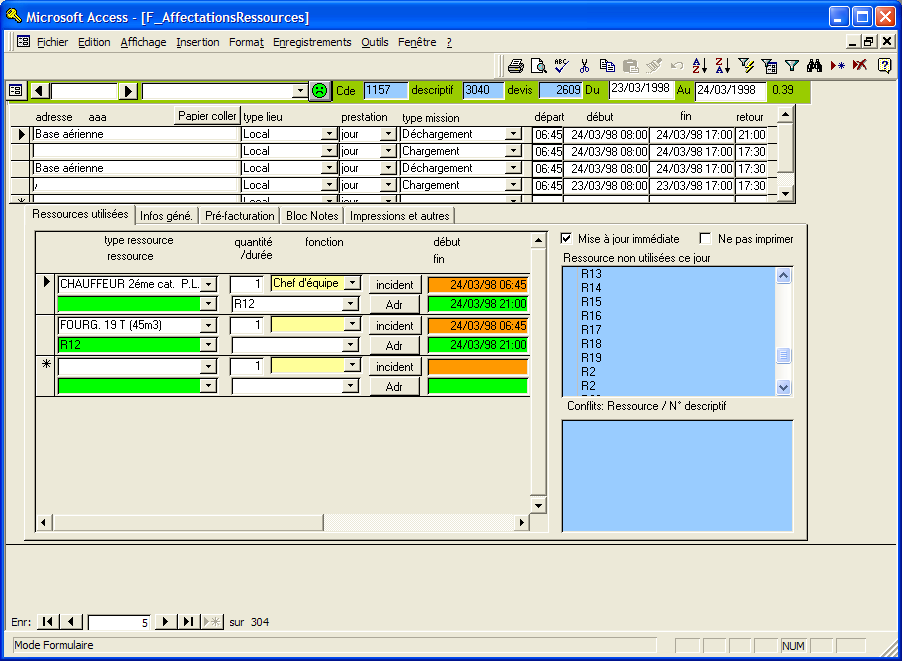 Microsoft Access - [F_AffectationsRessources]
Fichier Edition Affichage Insertion Format Enregistrements Outils Fenêtre ?
Cde 1157 descriptif 3040 devis 2609 Du 23/03/1998 Au 24/03/1998 0.39
adresse aaa Papier coller type lieu prestation type mission départ début fin retour
Base aérienne Local jour Déchargement 06:45 24/03/98 08:00 24/03/98 17:00 21:00
Local jour Chargement 06:45 24/03/98 08:00 24/03/98 17:00 17:30
Base aérienne Local jour Déchargement 06:45 24/03/98 08:00 24/03/98 17:00 17:30
/ Local jour Chargement 06:45 23/03/98 08:00 23/03/98 17:00 17:30
Ressources utilisées Infos géné. Pré-facturation Bloc Notes Impressions et autres
type ressource quantité fonction début
ressource /durée fin
CHAUFFEUR 2éme cat. P.L. 1 Chef d'équipe incident 24/03/98 06:45
R12 Adr 24/03/98 21:00
FOURG. 19 T (45m3) 1 incident 24/03/98 06:45
R12 Adr 24/03/98 21:00
1 incident
Adr
Mise à jour immédiate Ne pas imprimer
Ressource non utilisées ce jour
R13
R14
R15
R16
R17
R18
R19
R2
R2
Conflits: Ressource / N° descriptif
Enr: 5 sur 304
Mode Formulaire NUM